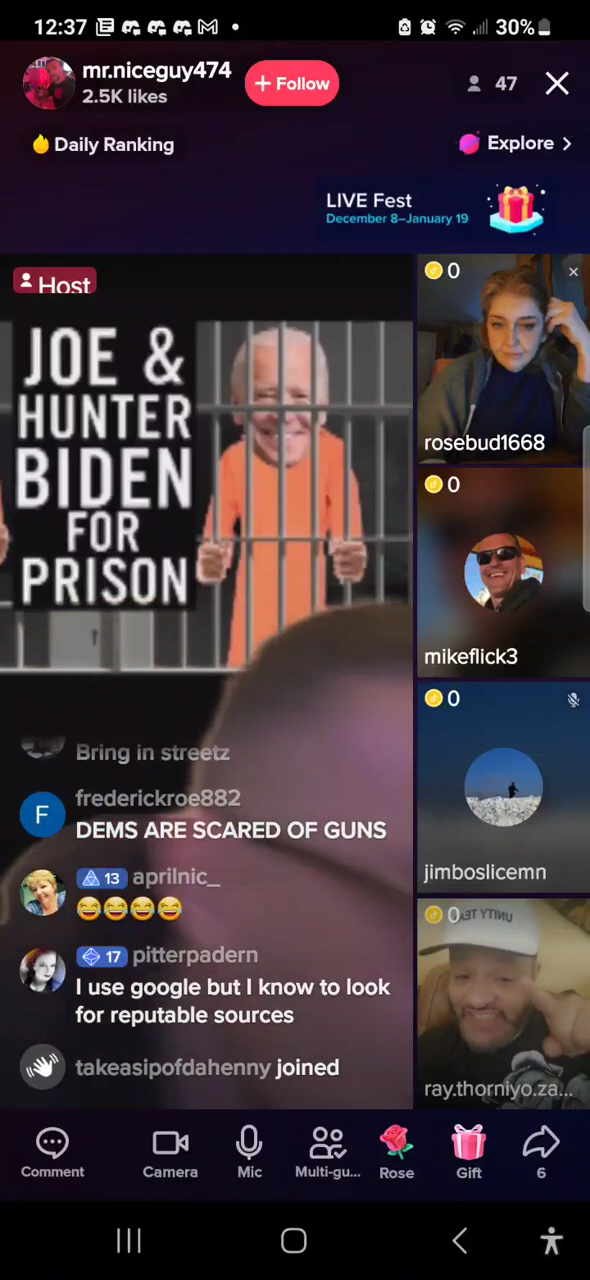 12:37
30%
mr.niceguy474
2.5K likes
+ Follow
47
Daily Ranking
Explore >
LIVE Fest
December 8–January 19
Host
JOE &
HUNTER
BIDEN
FOR
PRISON
0
rosebud1668
0
mikeflick3
0
jimboslicemn
0
ray.thorniyo.za...
Bring in streetz
F
frederickroe882
DEMS ARE SCARED OF GUNS
13 aprilnic_
😂😂😂😂
17 pitterpadern
I use google but I know to look
for reputable sources
takeasipofdahenny joined
Comment
Camera
Mic
Multi-gu...
Rose
Gift
6